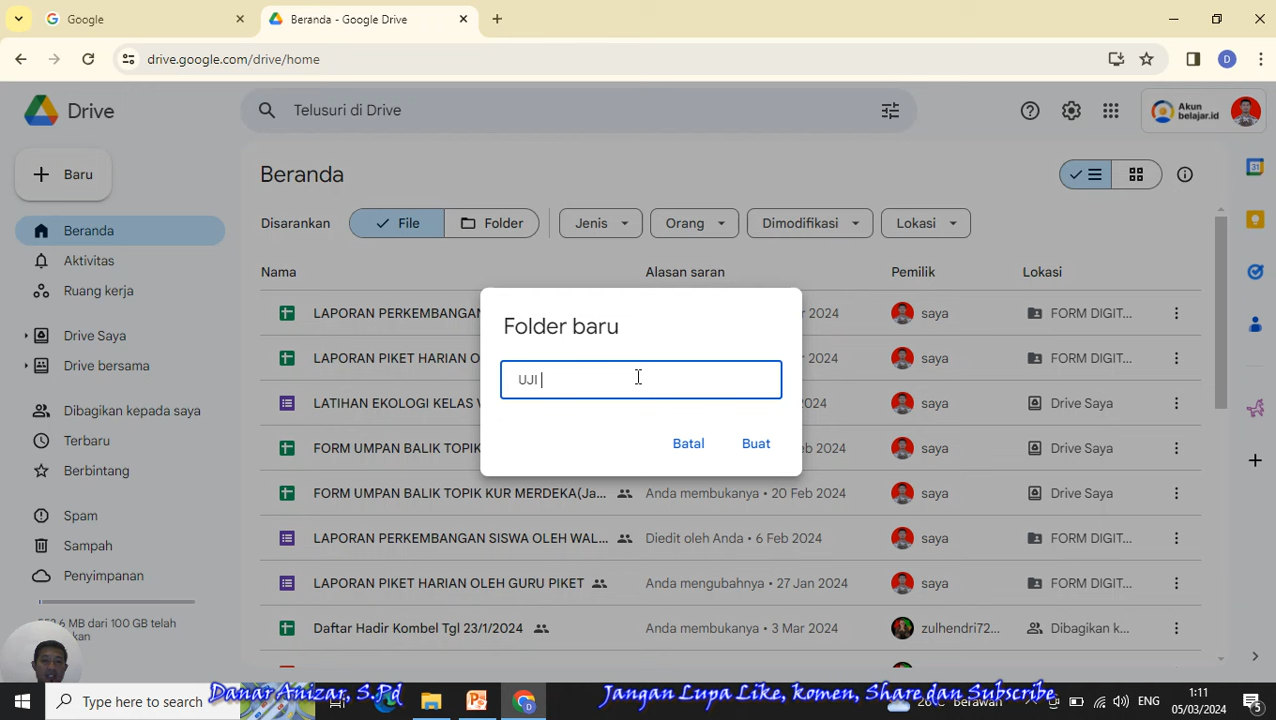 Google
Beranda - Google Drive
drive.google.com/drive/home
D
Drive
Telusuri di Drive
Akun
belajar.id
Baru
Beranda
Aktivitas
Ruang kerja
Drive Saya
Drive bersama
Dibagikan kepada saya
Terbaru
Berbintang
Spam
Sampah
Penyimpanan
6 MB dari 100 GB telah
Beranda
Disarankan
File
Folder
Jenis
Orang
Dimodifikasi
Lokasi
Nama
Alasan saran
Pemilik
Lokasi
LAPORAN PERKEMBANGAN
2024
saya
FORM DIGIT...
LAPORAN PIKET HARIAN O
2024
saya
FORM DIGIT...
LATIHAN EKOLOGI KELAS V
2024
saya
Drive Saya
FORM UMPAN BALIK TOPIK
2024
saya
Drive Saya
FORM UMPAN BALIK TOPIK KUR MERDEKA(Ja...
Anda membukanya • 20 Feb 2024
saya
Drive Saya
LAPORAN PERKEMBANGAN SISWA OLEH WAL...
Diedit oleh Anda • 6 Feb 2024
saya
FORM DIGIT...
LAPORAN PIKET HARIAN OLEH GURU PIKET
Anda mengubahnya • 27 Jan 2024
saya
FORM DIGIT...
Daftar Hadir Kombel Tgl 23/1/2024
Anda membukanya • 3 Mar 2024
zulhendri72...
Dibagikan k...
Folder baru
UJI
Batal
Buat
Type here to search
Danar Anizar, S.Pd
Jangan Lupa Like, komen, Share dan Subscribe
Berawan
ENG
1:11
05/03/2024
5